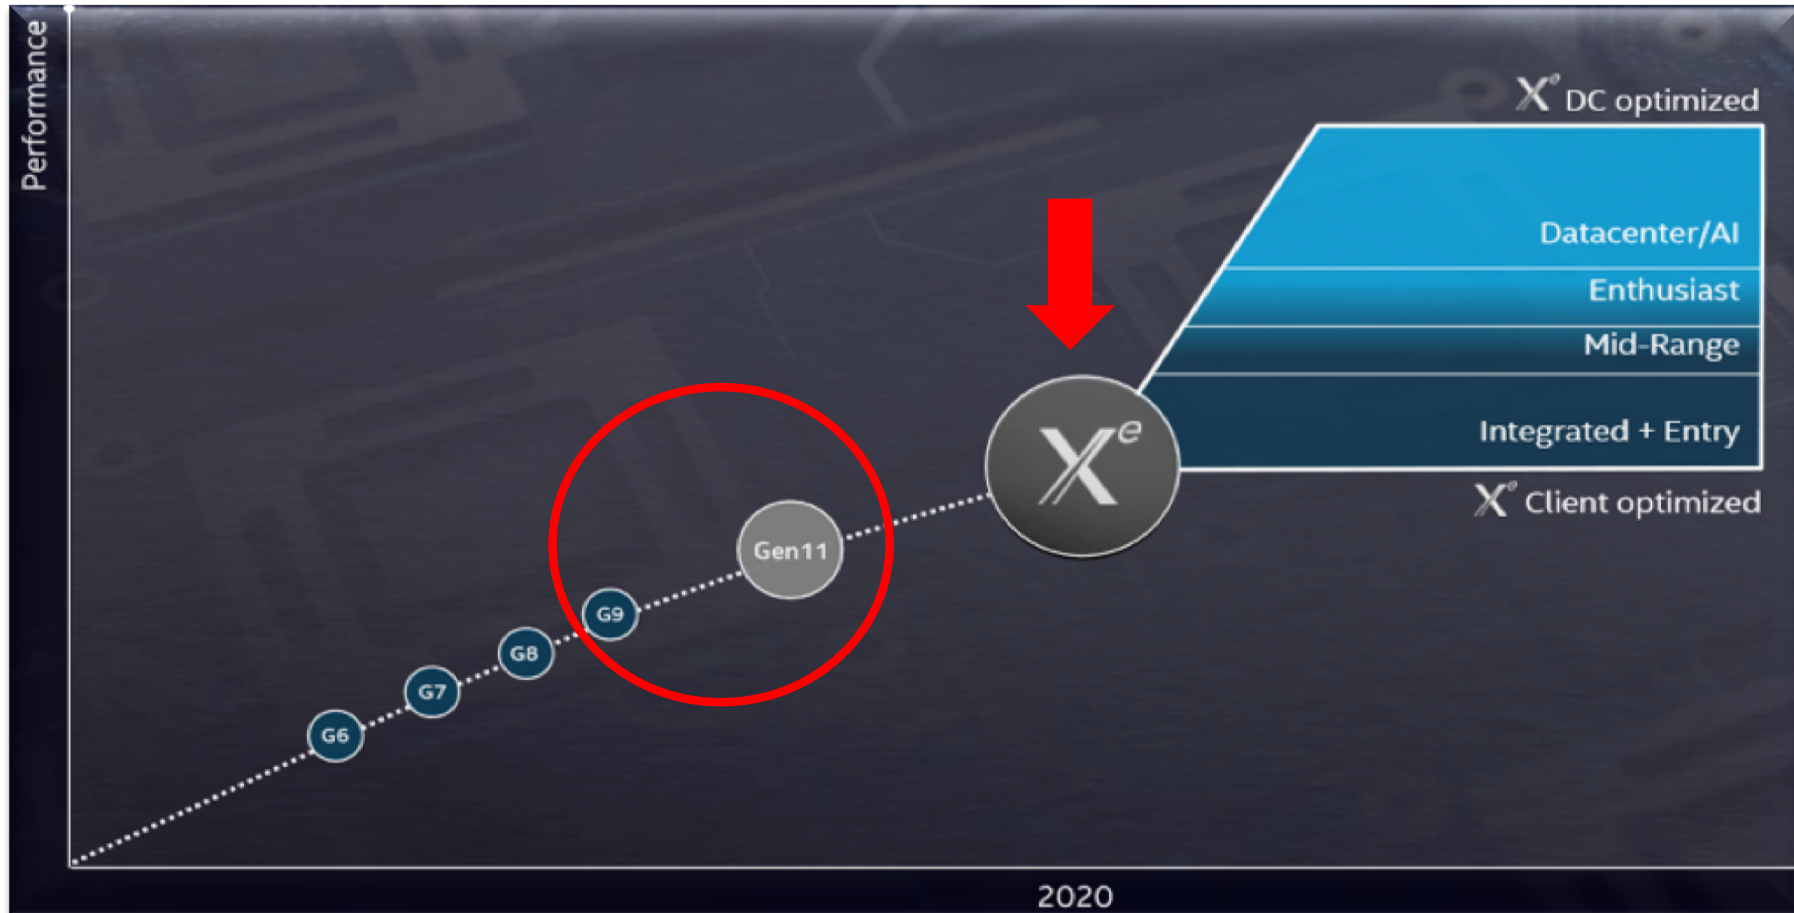 Performance
Xe DC optimized
Datacenter/AI
Enthusiast
Mid-Range
Integrated + Entry
Xe Client optimized
Xe
Gen11
G9
G8
G7
G6
2020